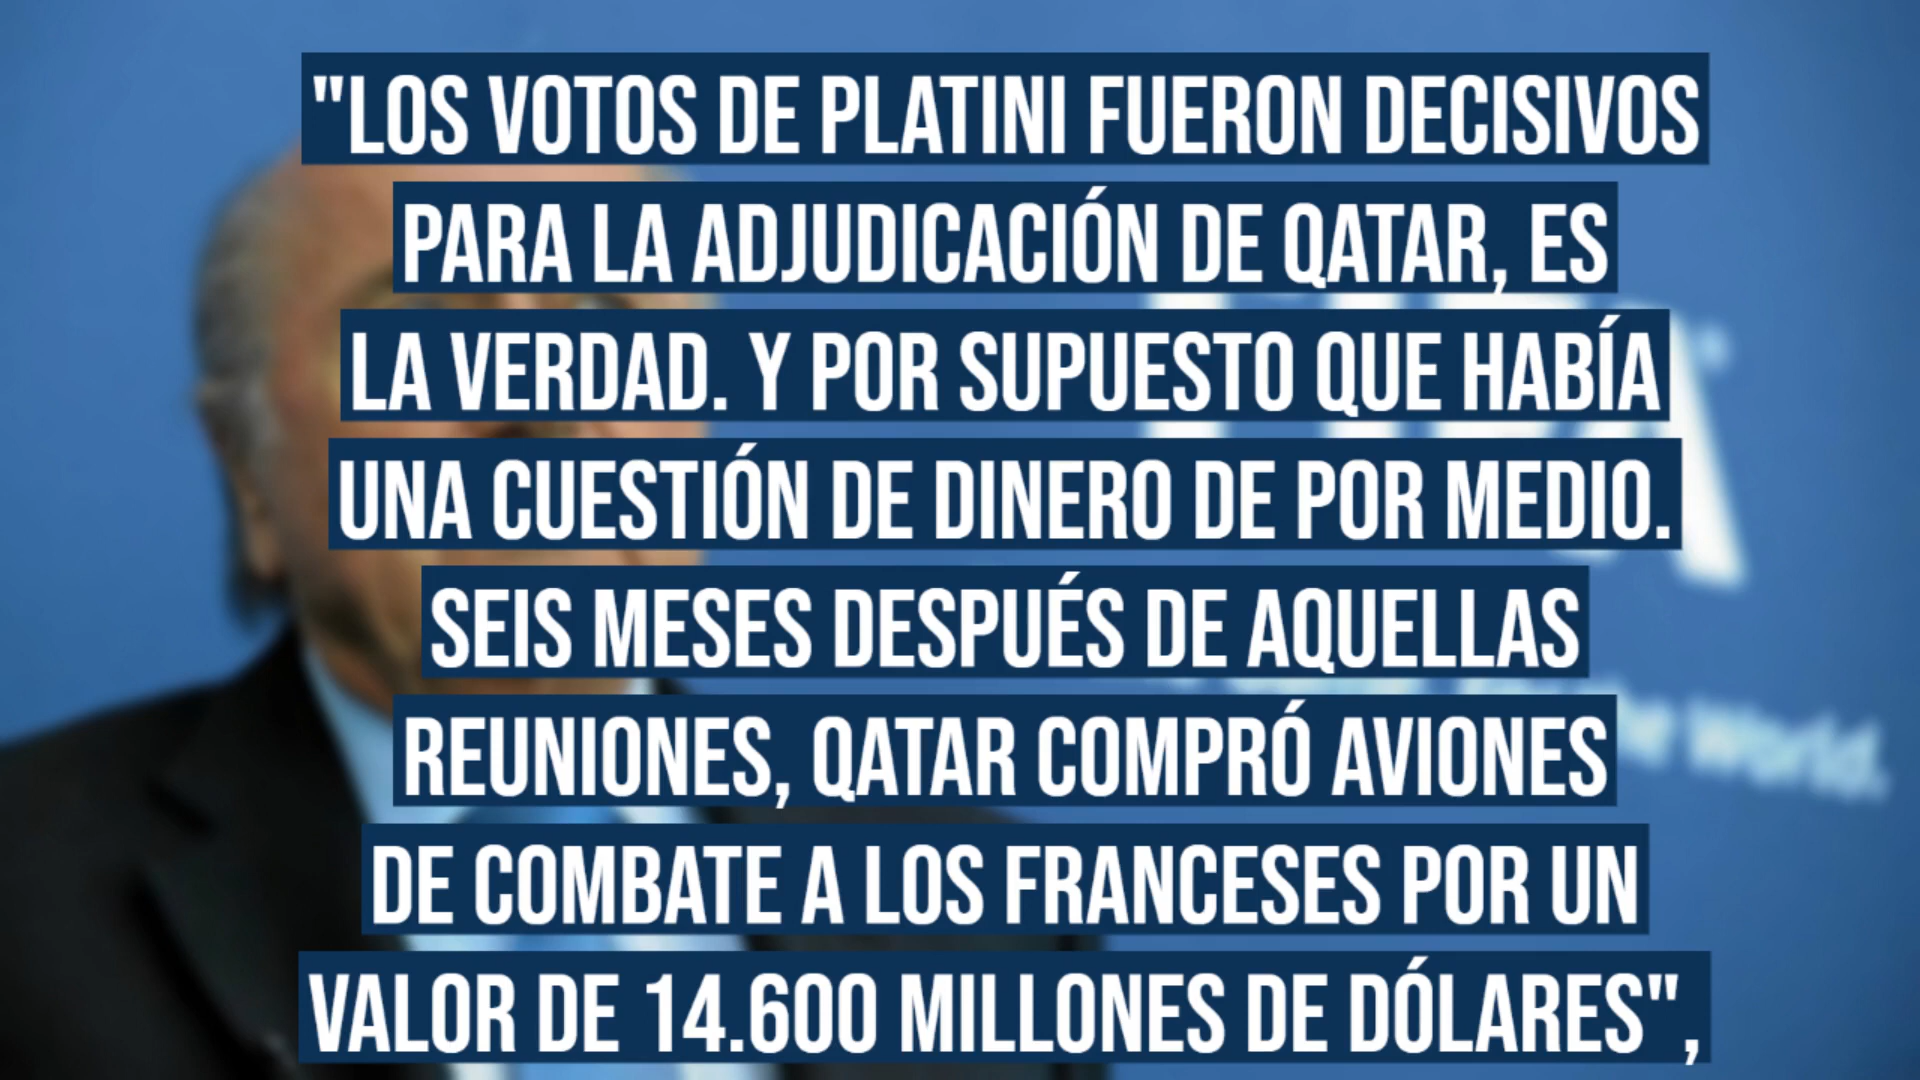 "LOS VOTOS DE PLATINI FUERON DECISIVOS
PARA LA ADJUDICACIÓN DE QATAR, ES
LA VERDAD. Y POR SUPUESTO QUE HABÍA
UNA CUESTIÓN DE DINERO DE POR MEDIO.
SEIS MESES DESPUÉS DE AQUELLAS
REUNIONES, QATAR COMPRÓ AVIONES
DE COMBATE A LOS FRANCESES POR UN
VALOR DE 14.600 MILLONES DE DÓLARES",
the World.